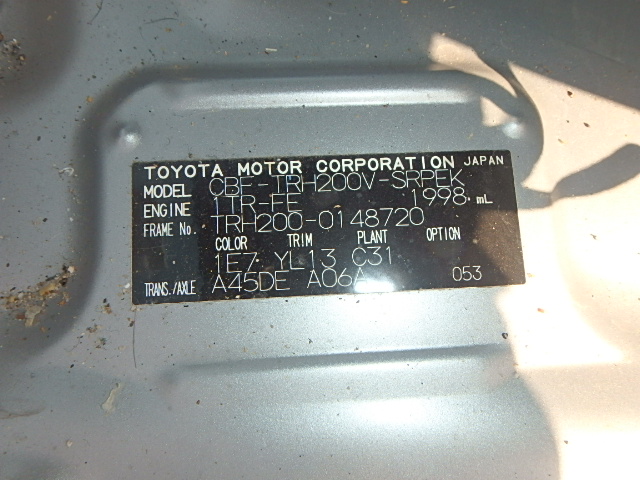 TOYOTA MOTOR CORPORATION JAPAN
MODEL CBF-TRH200V-SRPEK
ENGINE 1TR-FE 1998 mL
FRAME No. TRH200-0148720
COLOR TRIM PLANT OPTION
1E7 YL13 C31
TRANS./AXLE A45DE A06A 053